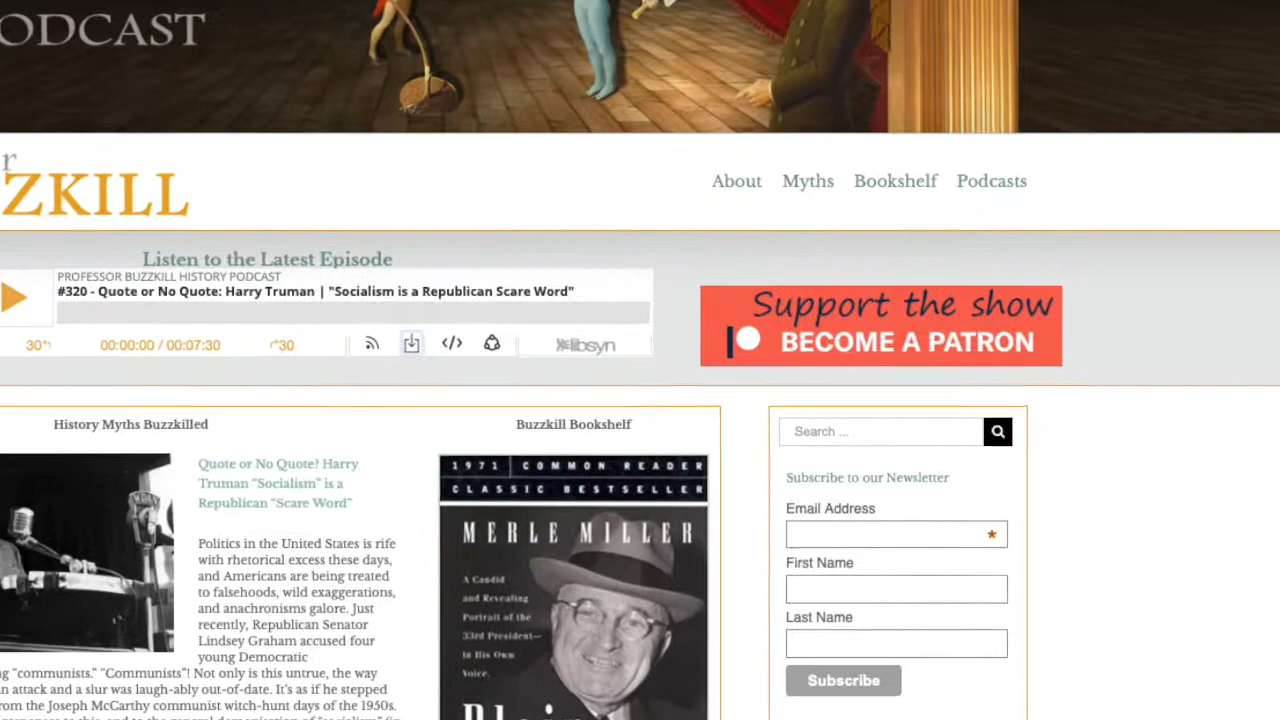 ODCAST
r
ZZKILL
About Myths Bookshelf Podcasts
Listen to the Latest Episode
PROFESSOR BUZZKILL HISTORY PODCAST
#320 - Quote or No Quote: Harry Truman | "Socialism is a Republican Scare Word"
30 00:00:00 / 00:07:30 30
libsyn
Support the show
BECOME A PATRON
History Myths Buzzkilled
Quote or No Quote? Harry
Truman “Socialism” is a
Republican “Scare Word”
Politics in the United States is rife
with rhetorical excess these days,
and Americans are being treated
to falsehoods, wild exaggerations,
and anachronisms galore. Just
recently, Republican Senator
Lindsey Graham accused four
young Democratic
g “communists.” “Communists”! Not only is this untrue, the way
n attack and a slur was laugh-ably out-of-date. It's as if he stepped
rom the Joseph McCarthy communist witch-hunt days of the 1950s.
Buzzkill Bookshelf
1971 COMMON READER
CLASSIC BESTSELLER
MERLE MILLER
A Candid
and Revealing
Portrait of the
33rd President—
in His Own
Voice.
Plain
Search ...
Subscribe to our Newsletter
Email Address
*
First Name
Last Name
Subscribe